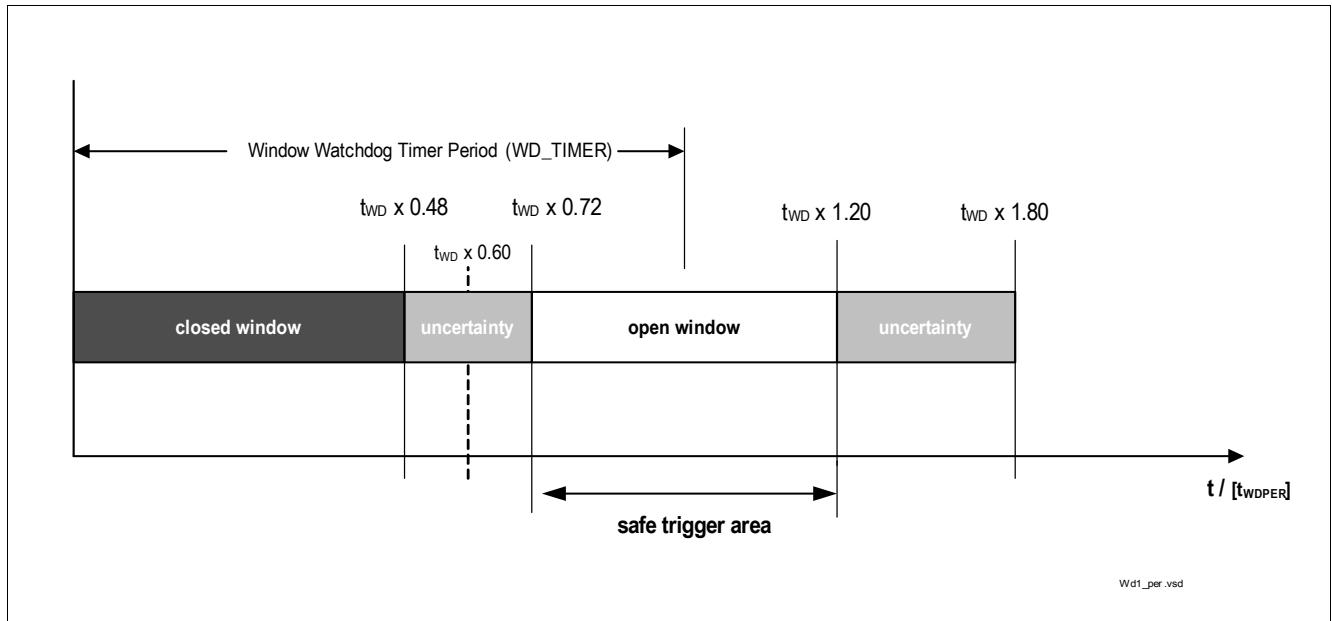 Window Watchdog Timer Period (WD_TIMER)
tWD x 0.48
tWD x 0.72
tWD x 1.20
tWD x 1.80
tWD x 0.60
closed window
uncertainty
open window
uncertainty
t / [tWDPER]
safe trigger area
Wd1_per .vsd